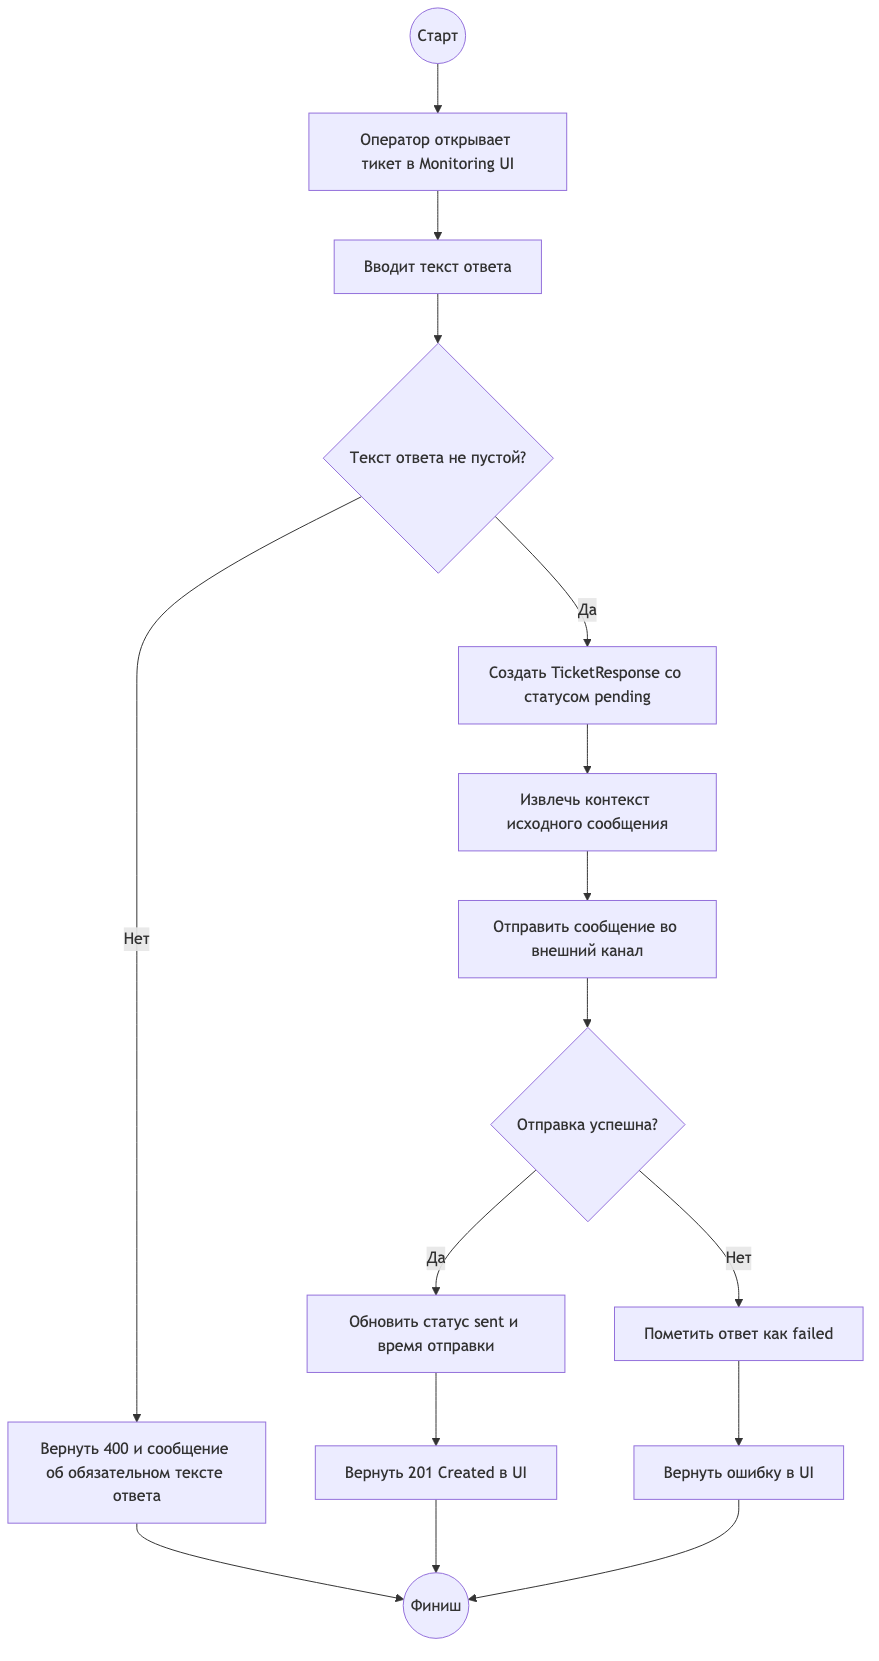 Старт
Оператор открывает
тикет в Monitoring UI
Вводит текст ответа
Текст ответа не пустой?
Да
Создать TicketResponse со
статусом pending
Извлечь контекст
исходного сообщения
Отправить сообщение во
внешний канал
Нет
Отправка успешна?
Да
Нет
Обновить статус sent и
время отправки
Пометить ответ как failed
Вернуть 400 и сообщение
об обязательном тексте
ответа
Вернуть 201 Created в UI
Вернуть ошибку в UI
Финиш